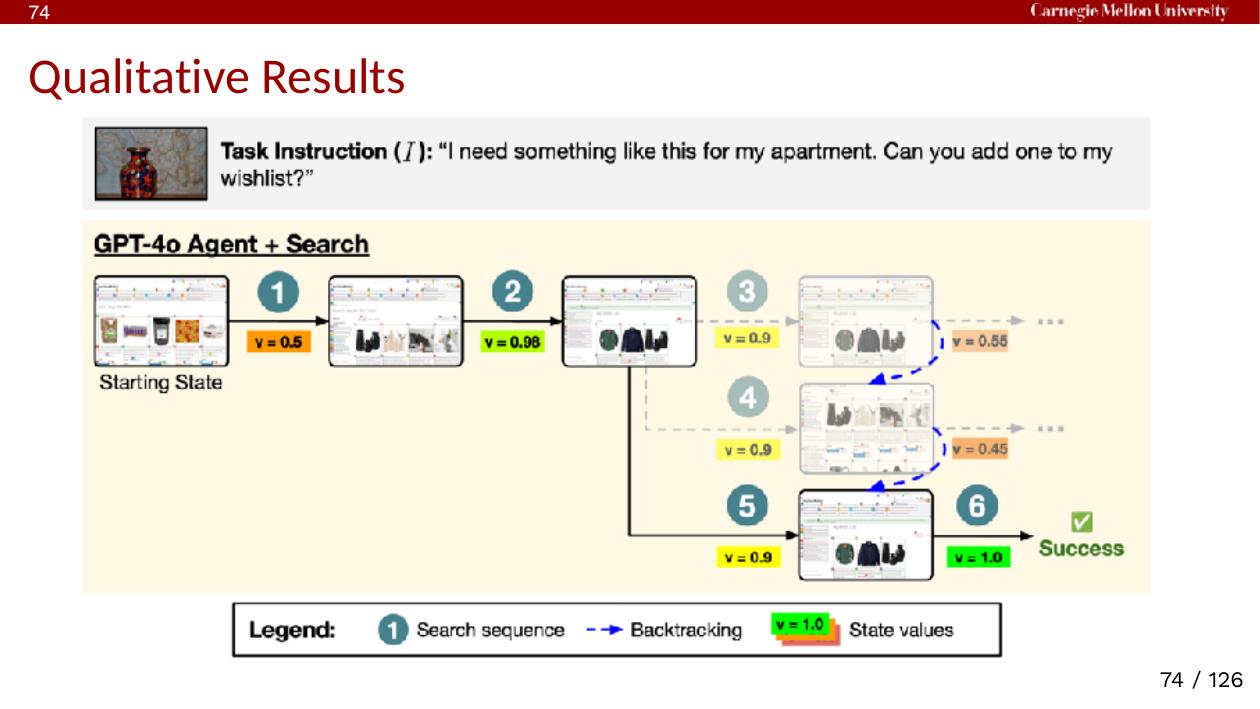 74
Carnegie Mellon University
Qualitative Results
Task Instruction (I): “I need something like this for my apartment. Can you add one to my
wishlist?”
GPT-4o Agent + Search
1
2
3
v = 0.5
v = 0.98
v = 0.9
v = 0.55
...
Starting State
4
v = 0.9
v = 0.45
...
5
6
v = 0.9
v = 1.0
✅
Success
Legend:
1
Search sequence
Backtracking
v = 1.0
State values
74 / 126